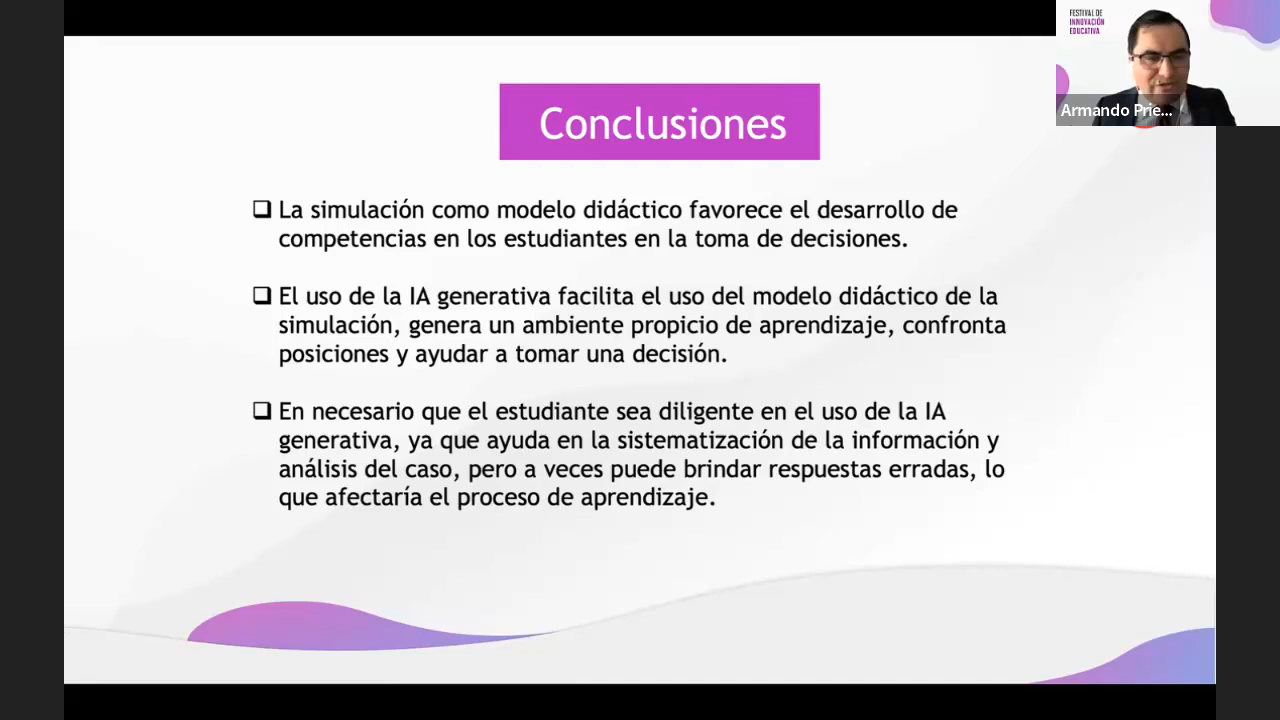 FESTIVAL DE
INNOVACIÓN
EDUCATIVA
Armando Prie...
Conclusiones
❑ La simulación como modelo didáctico favorece el desarrollo de
competencias en los estudiantes en la toma de decisiones.
❑ El uso de la IA generativa facilita el uso del modelo didáctico de la
simulación, genera un ambiente propicio de aprendizaje, confronta
posiciones y ayudar a tomar una decisión.
❑ En necesario que el estudiante sea diligente en el uso de la IA
generativa, ya que ayuda en la sistematización de la información y
análisis del caso, pero a veces puede brindar respuestas erradas, lo
que afectaría el proceso de aprendizaje.